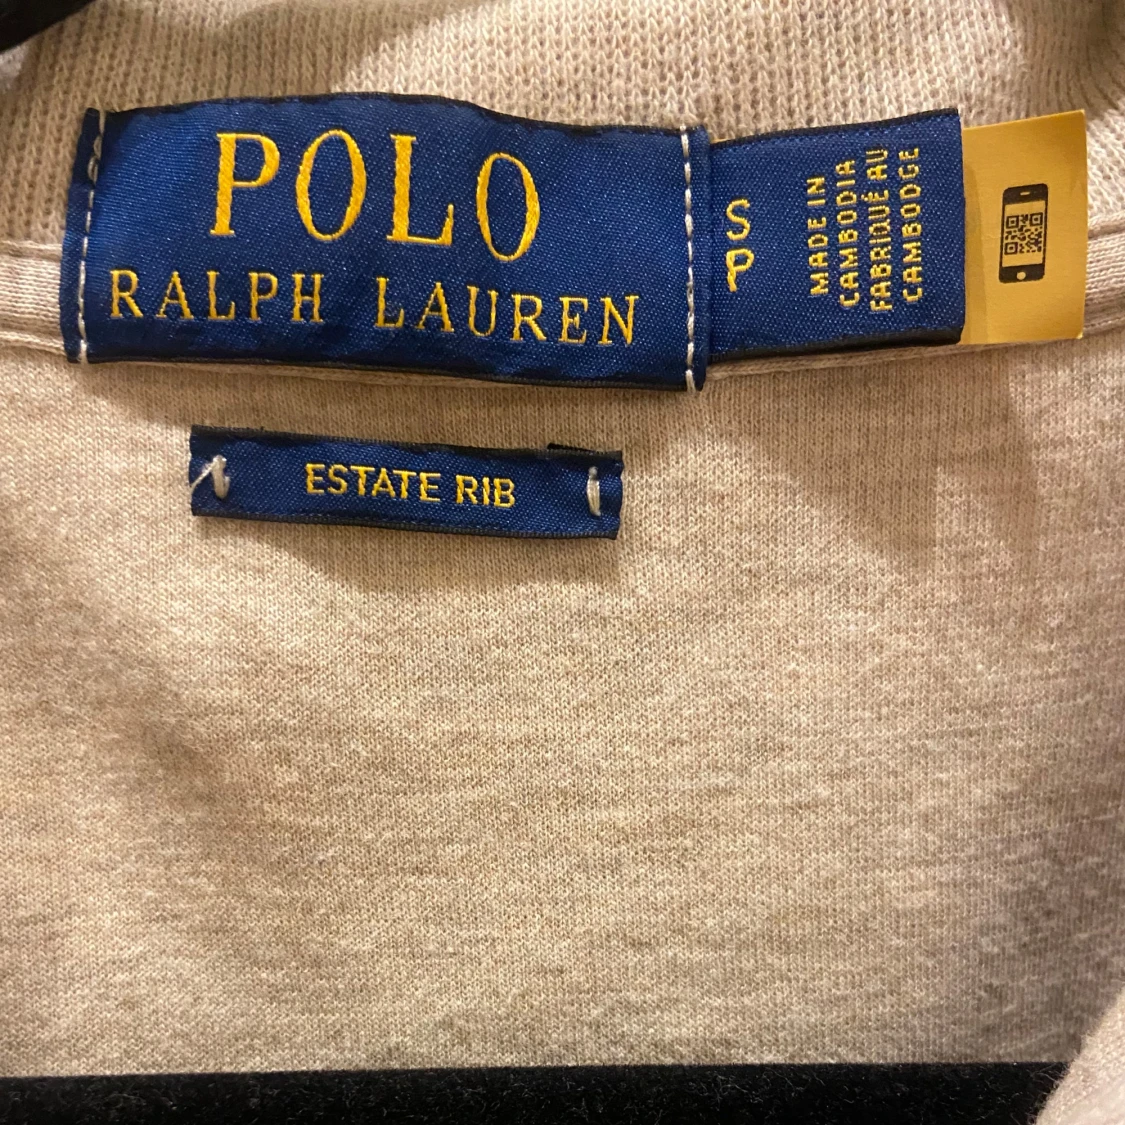 POLO
RALPH LAUREN
S
P
MADE IN
CAMBODIA
FABRIQUÉ AU
CAMBODGE
ESTATE RIB